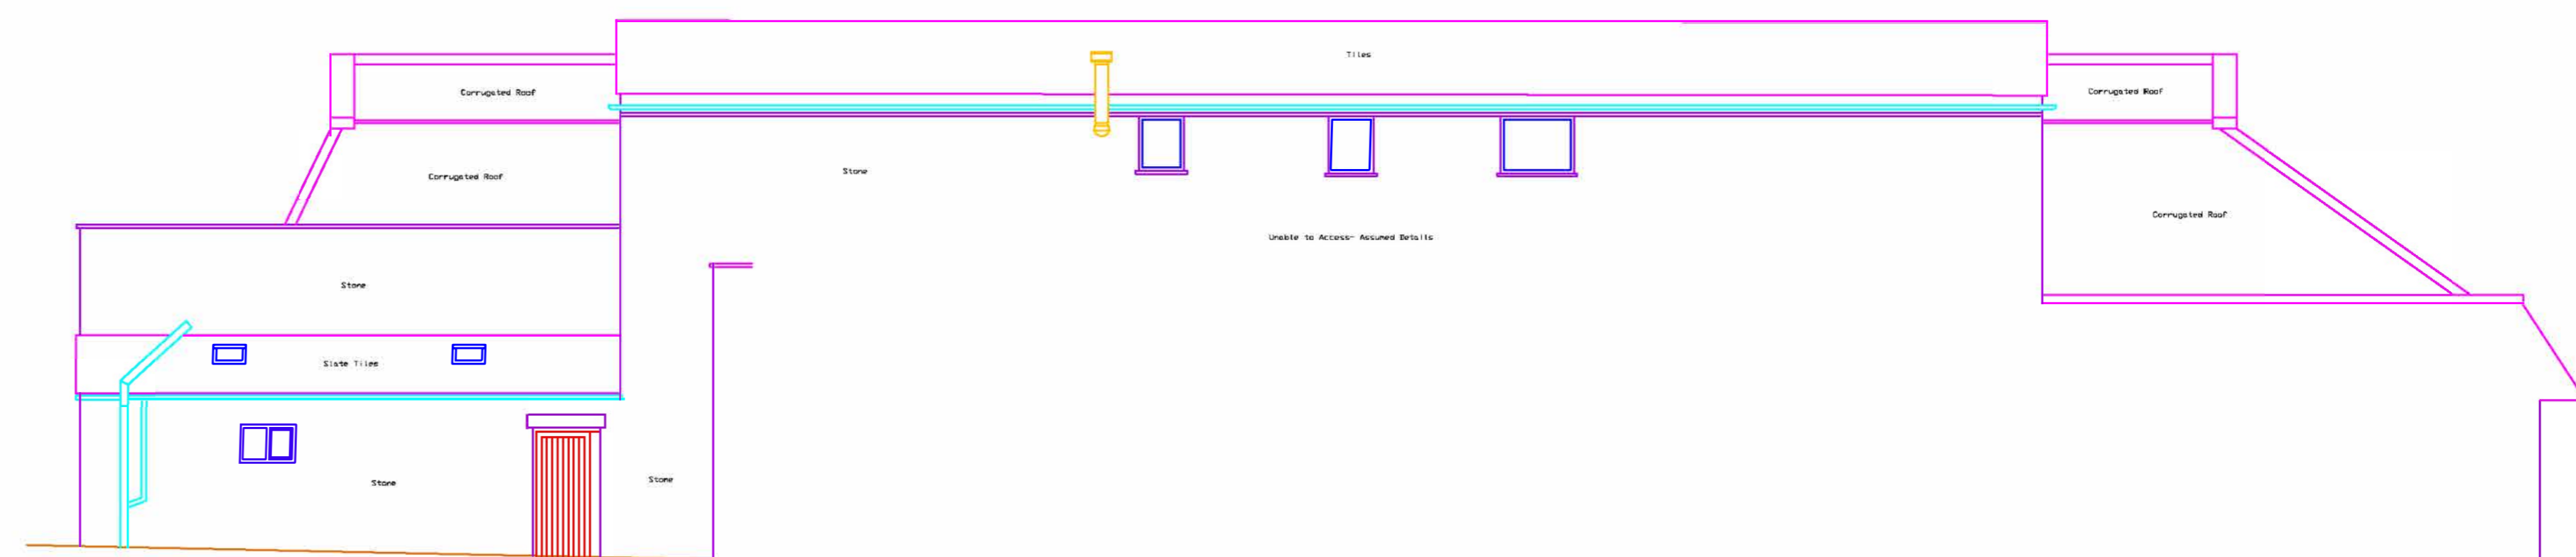 Tiles
Corrugated Roof
Corrugated Roof
Stone
Corrugated Roof
Corrugated Roof
Unable to Access- Assumed Details
Stone
Slate Tiles
Stone
Stone